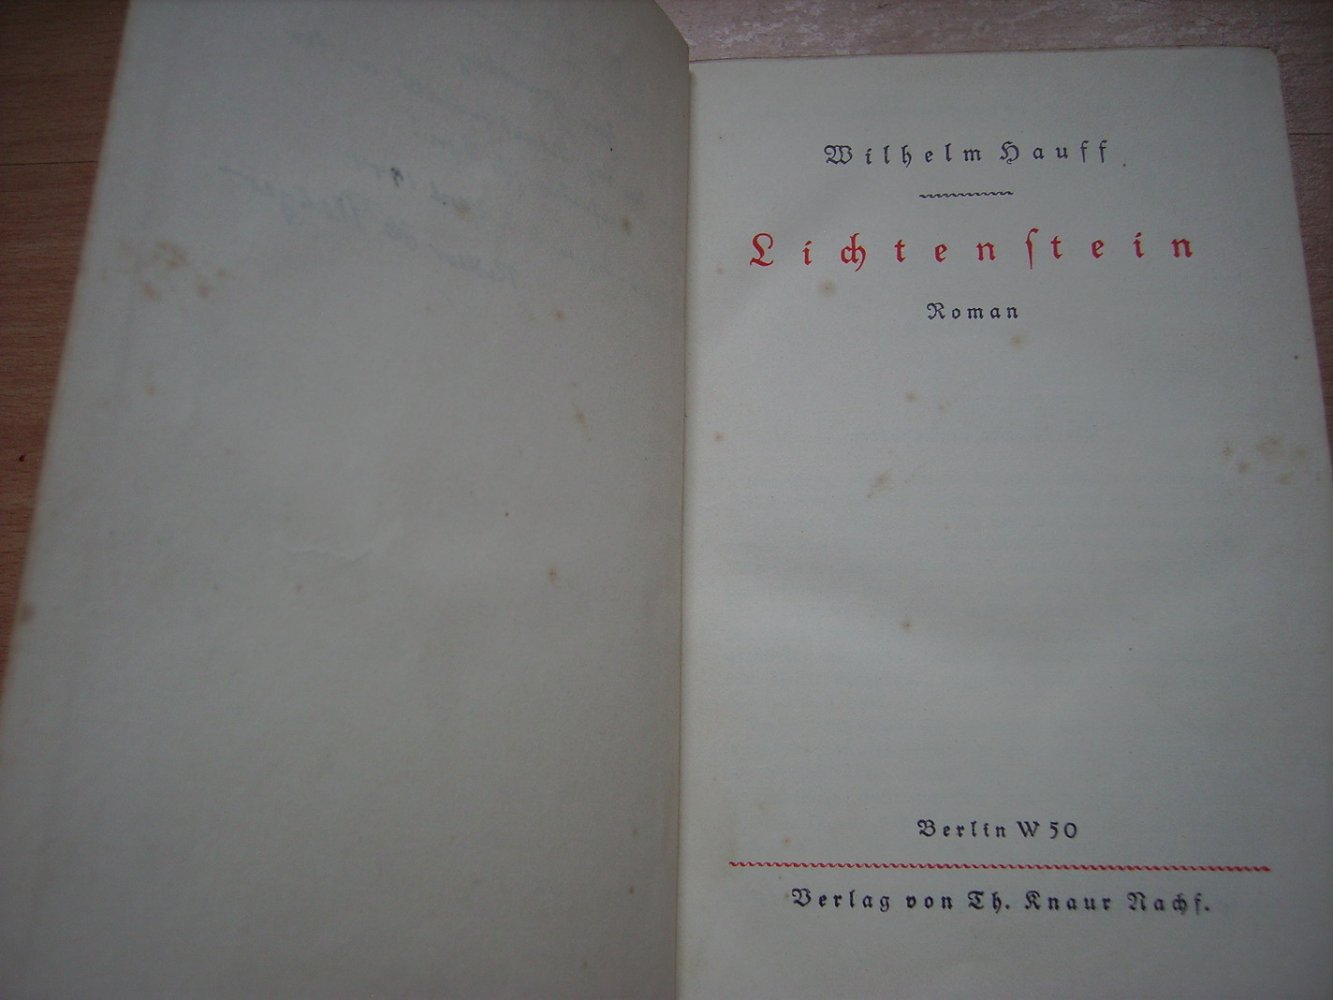 Wilhelm Hauff
Lichtenſtein
Roman
Berlin W 50
Verlag von Th. Knaur Nachf.